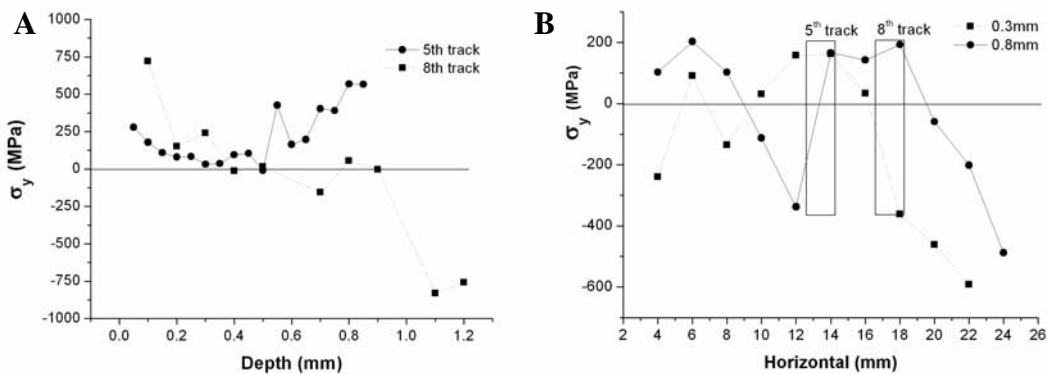 A
1000
750
500
250
0
-250
-500
-750
-1000
σy (MPa)
5th track
8th track
0.0 0.2 0.4 0.6 0.8 1.0 1.2
Depth (mm)
B
5th track 8th track
0.3mm
0.8mm
200
0
-200
-400
-600
σy (MPa)
2 4 6 8 10 12 14 16 18 20 22 24 26
Horizontal (mm)